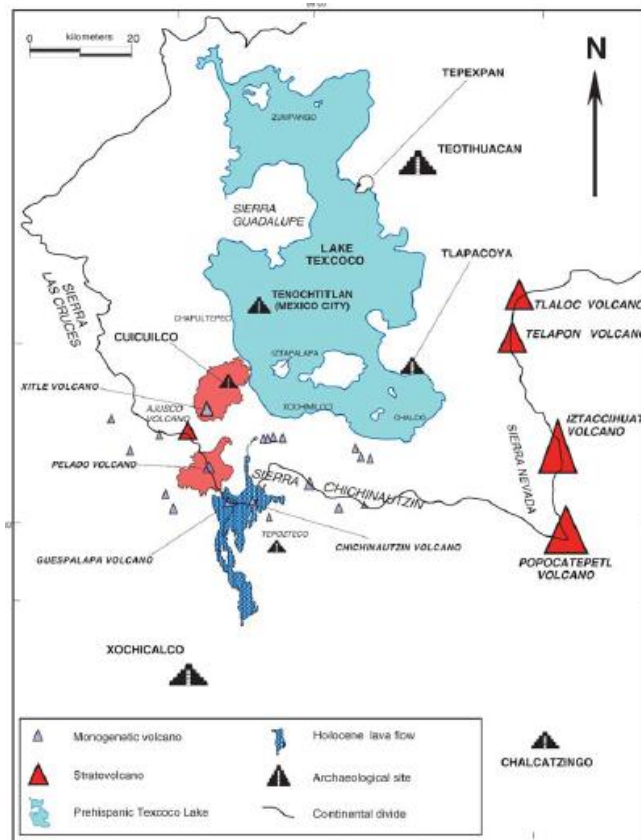 kilometers
0 20
N
TEPEXPAN
TEOTIHUACAN
ZUMPANGO
SIERRA
GUADALUPE
LAKE
TEXCOCO
TLAPACOYA
SIERRA
LAS CRUCES
TENOCHTITLAN
(MEXICO CITY)
CHAPULTEPEC
TLALOC VOLCANO
TELAPON VOLCANO
CUICUILCO
IZTAPALAPA
XITLE VOLCANO
AJUSCO
VOLCANO
XOCHIMILCO
CHALCO
IZTACCIHUATL
VOLCANO
PELADO VOLCANO
SIERRA CHICHINAUTZIN
SIERRA NEVADA
GUESPALAPA VOLCANO
TEPOZTECO
CHICHINAUTZIN VOLCANO
POPOCATEPETL
VOLCANO
XOCHICALCO
CHALCATZINGO
Monogenetic volcano
Holocene lava flow
Stratovolcano
Archaeological site
Prehispanic Texcoco Lake
Continental divide